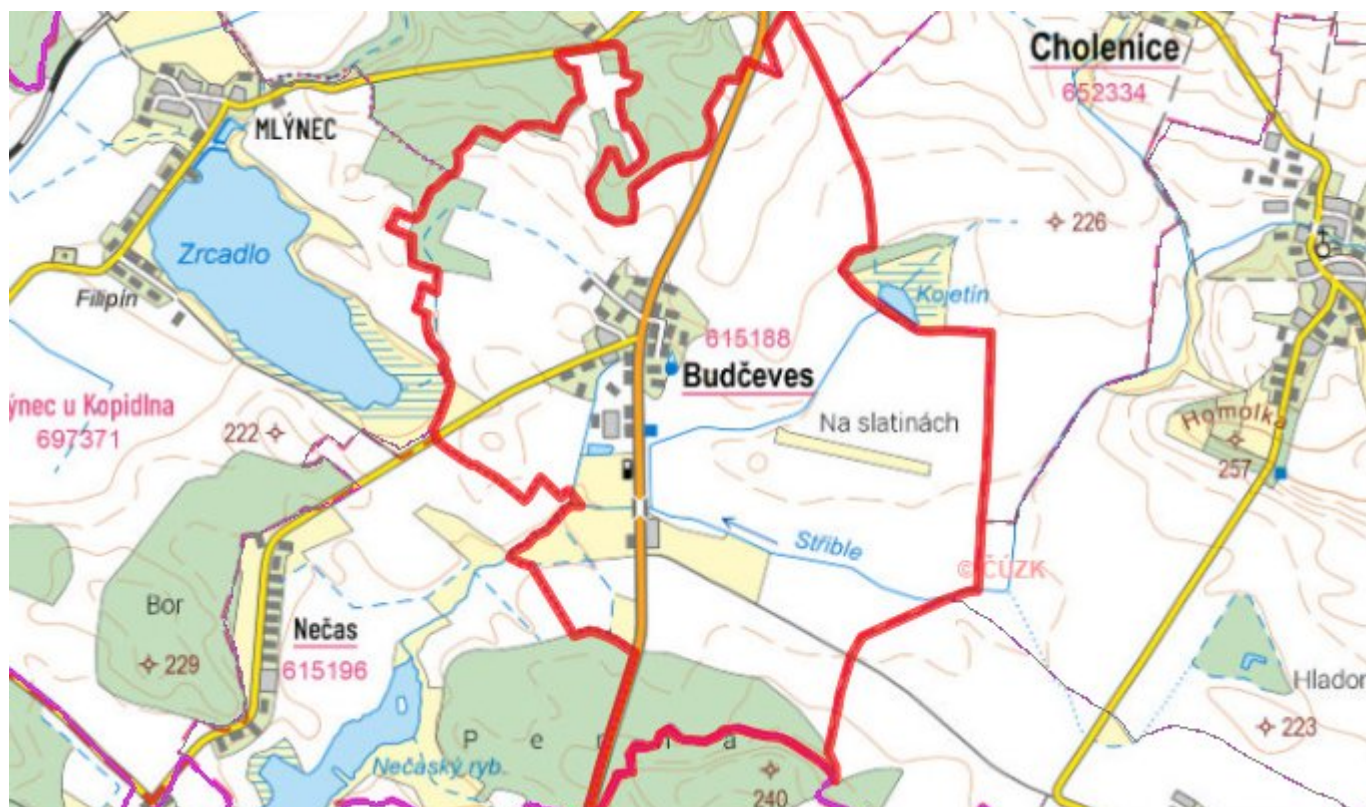 Cholenice
652334
MLÝNEC
Zrcadlo
226
Filipín
Kojetín
615188
Budčeves
ýnec u Kopidlna
697371
222
Na slatinách
Homolka
257
Stříble
© ČÚZK
Bor
Nečas
229
615196
Hladom
223
Nečaský ryb.
240